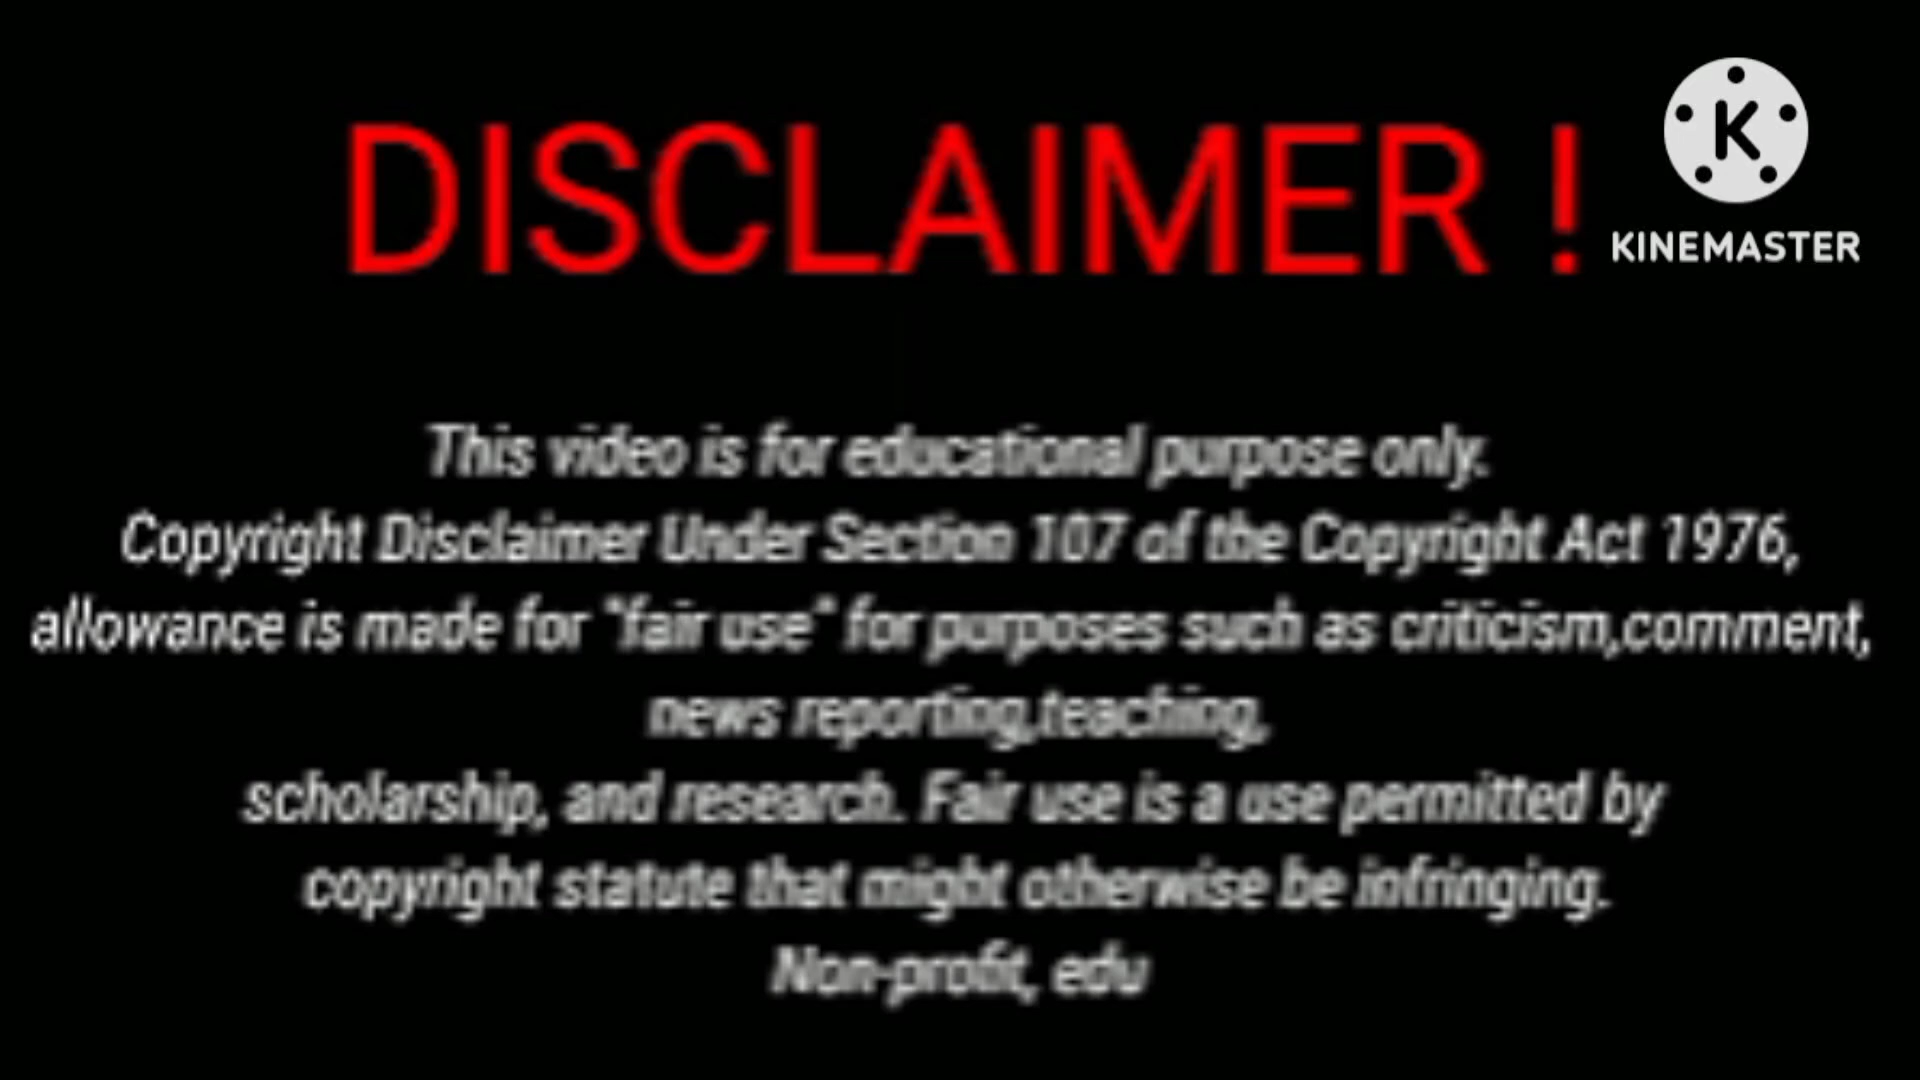 DISCLAIMER !
KINEMASTER
This video is for educational purpose only.
Copyright Disclaimer Under Section 107 of the Copyright Act 1976,
allowance is made for "fair use" for purposes such as criticism,comment,
news reporting,teaching,
scholarship, and research. Fair use is a use permitted by
copyright statute that might otherwise be infringing.
Non-profit, edu